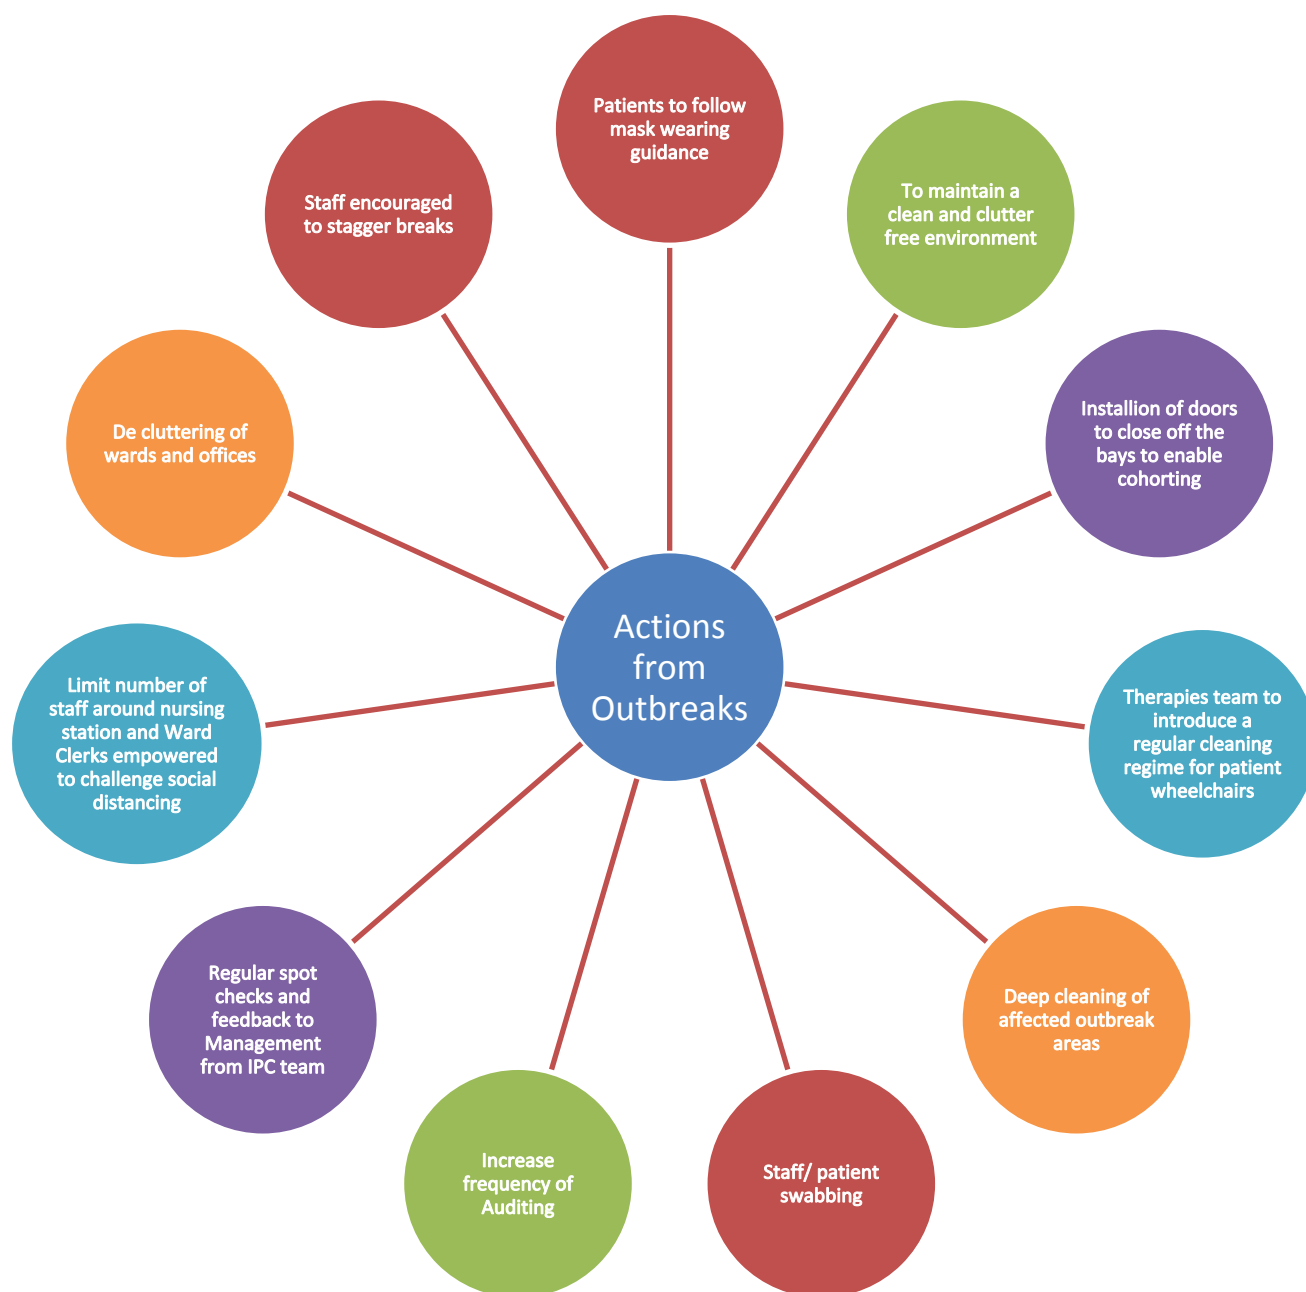 Patients to follow
mask wearing
guidance
To maintain a
clean and clutter
free environment
Installion of doors
to close off the
bays to enable
cohorting
Therapies team to
introduce a
regular cleaning
regime for patient
wheelchairs
Deep cleaning of
affected outbreak
areas
Staff/ patient
swabbing
Increase
frequency of
Auditing
Regular spot
checks and
feedback to
Management
from IPC team
Limit number of
staff around nursing
station and Ward
Clerks empowered
to challenge social
distancing
De cluttering of
wards and offices
Staff encouraged
to stagger breaks
Actions
from
Outbreaks